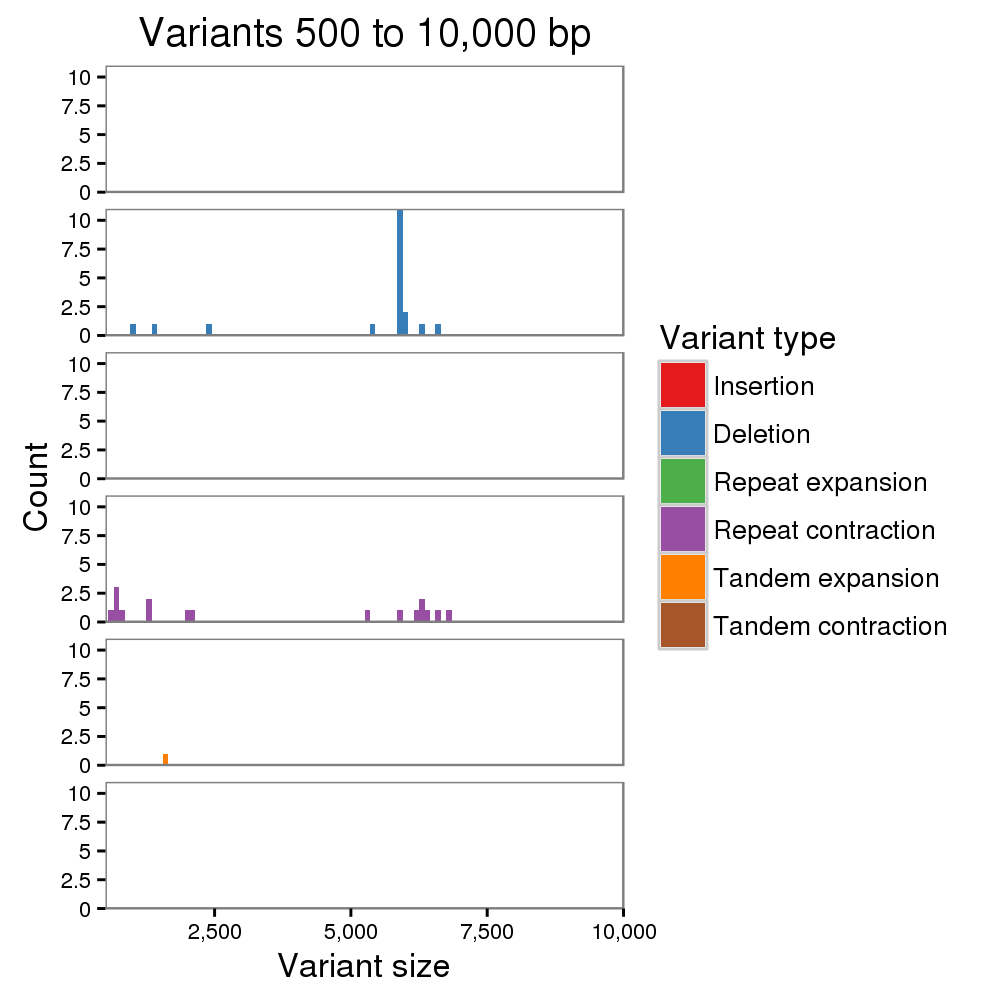 Variants 500 to 10,000 bp
10
7.5
5
2.5
0
10
7.5
5
2.5
0
10
7.5
5
2.5
0
10
7.5
5
2.5
0
10
7.5
5
2.5
0
10
7.5
5
2.5
0
Count
2,500 5,000 7,500 10,000
Variant size
Variant type
Insertion
Deletion
Repeat expansion
Repeat contraction
Tandem expansion
Tandem contraction